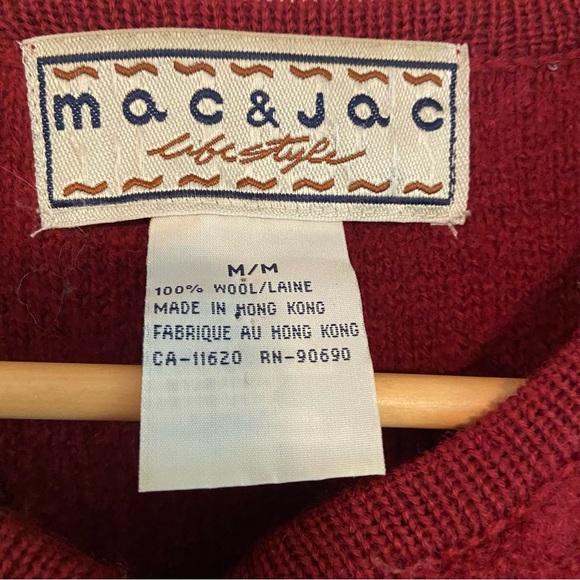 mac & Jac
lifestyle
M/M
100% WOOL/LAINE
MADE IN HONG KONG
FABRIQUE AU HONG KONG
CA-11620 RN-90690